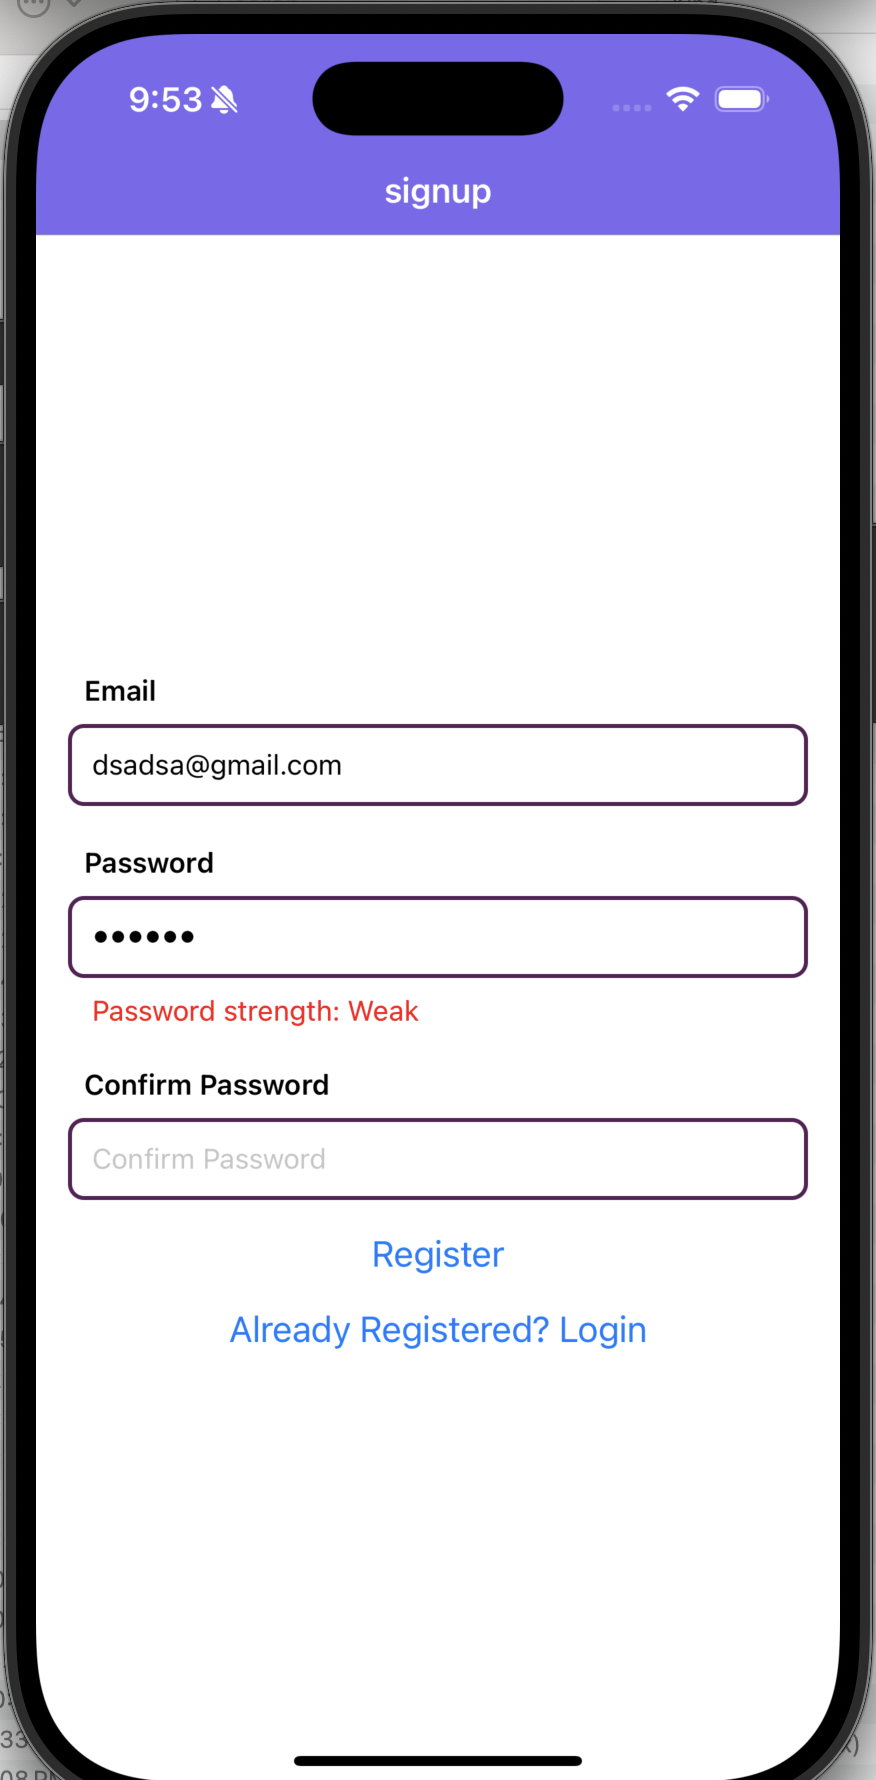 9:53
signup
Email
dsadsa@gmail.com
Password
••••••
Password strength: Weak
Confirm Password
Confirm Password
Register
Already Registered? Login
33